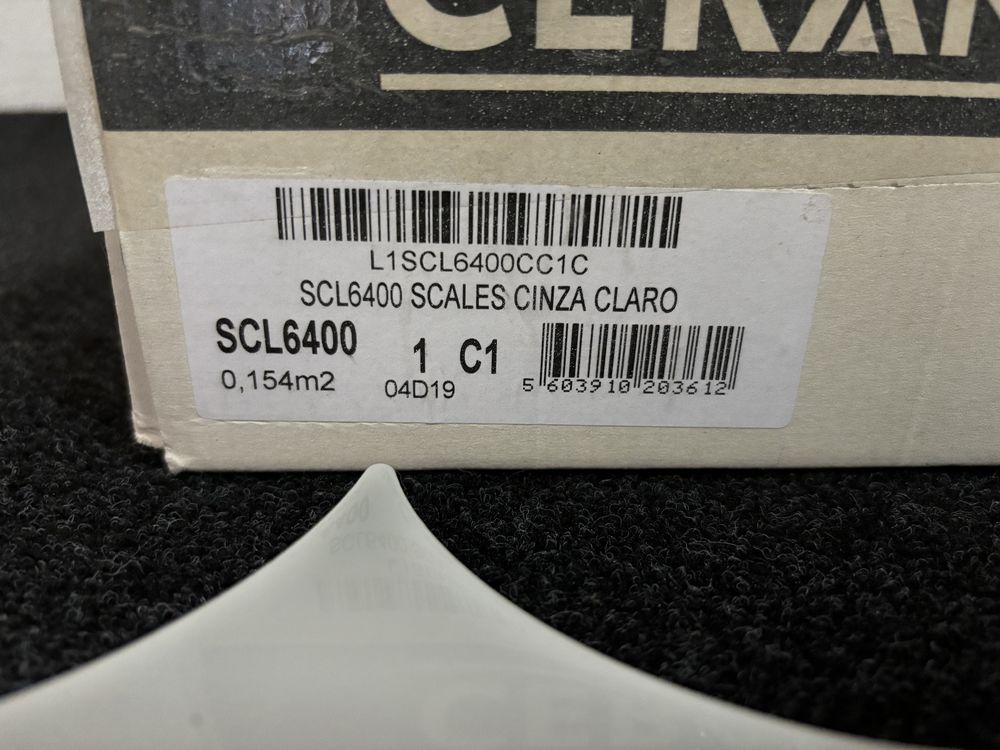 L1SCL6400CC1C
SCL6400 SCALES CINZA CLARO
SCL6400 1 C1
0,154m2 04D19 5 603910 203612